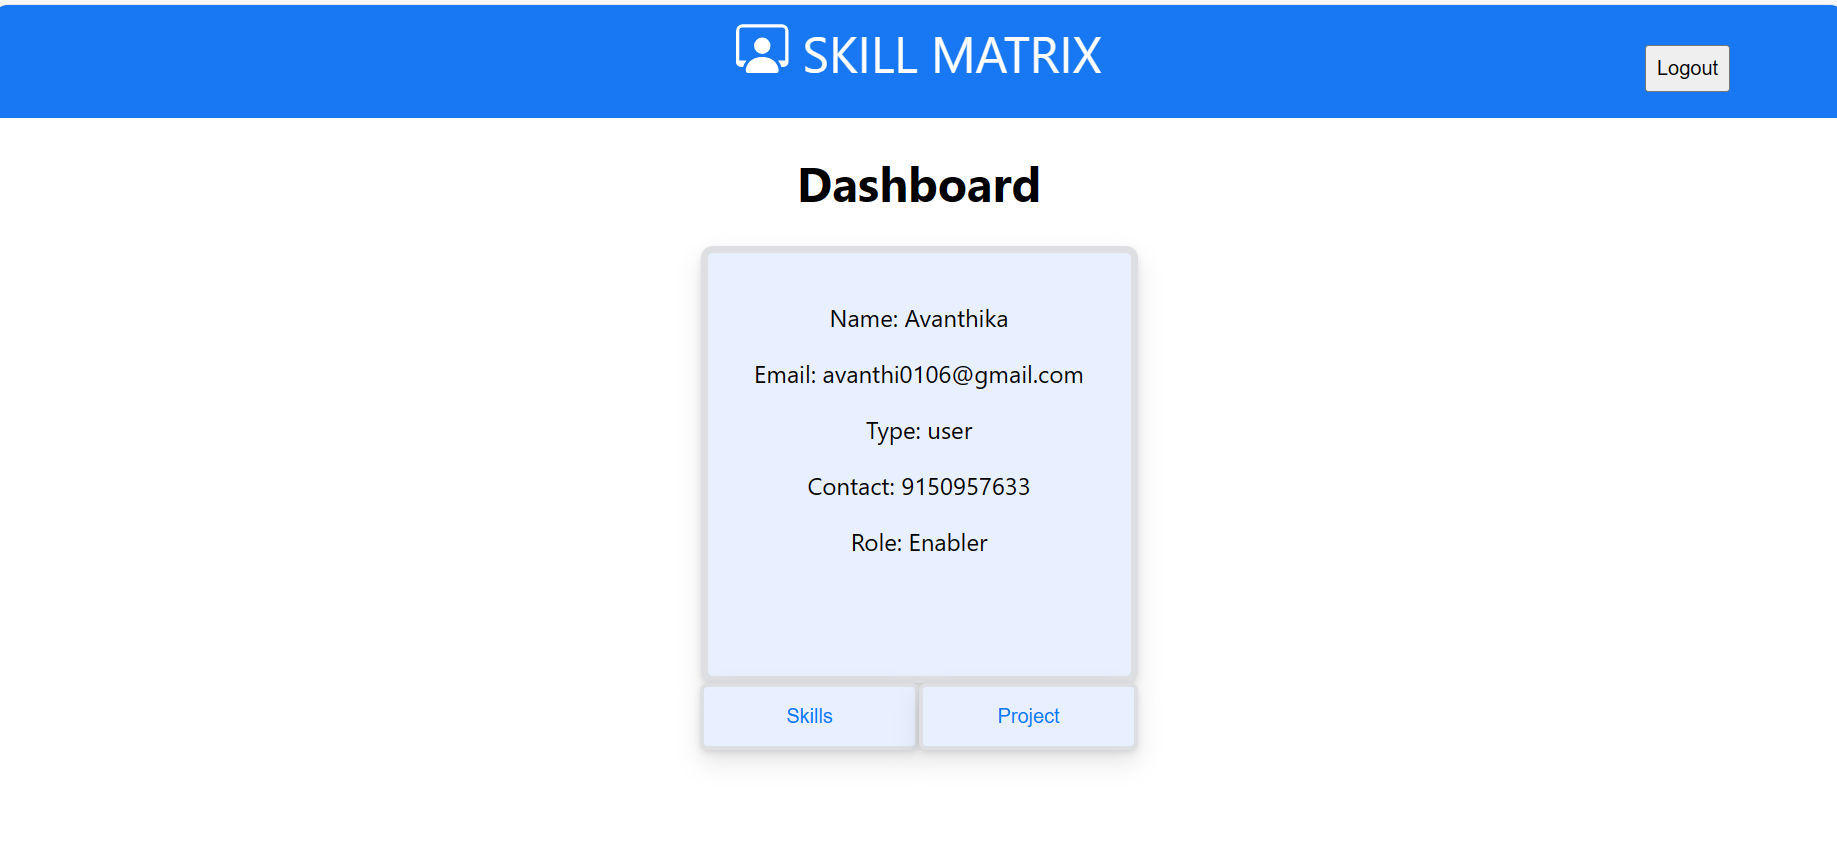 SKILL MATRIX
Logout
Dashboard
Name: Avanthika
Email: avanthi0106@gmail.com
Type: user
Contact: 9150957633
Role: Enabler
Skills
Project